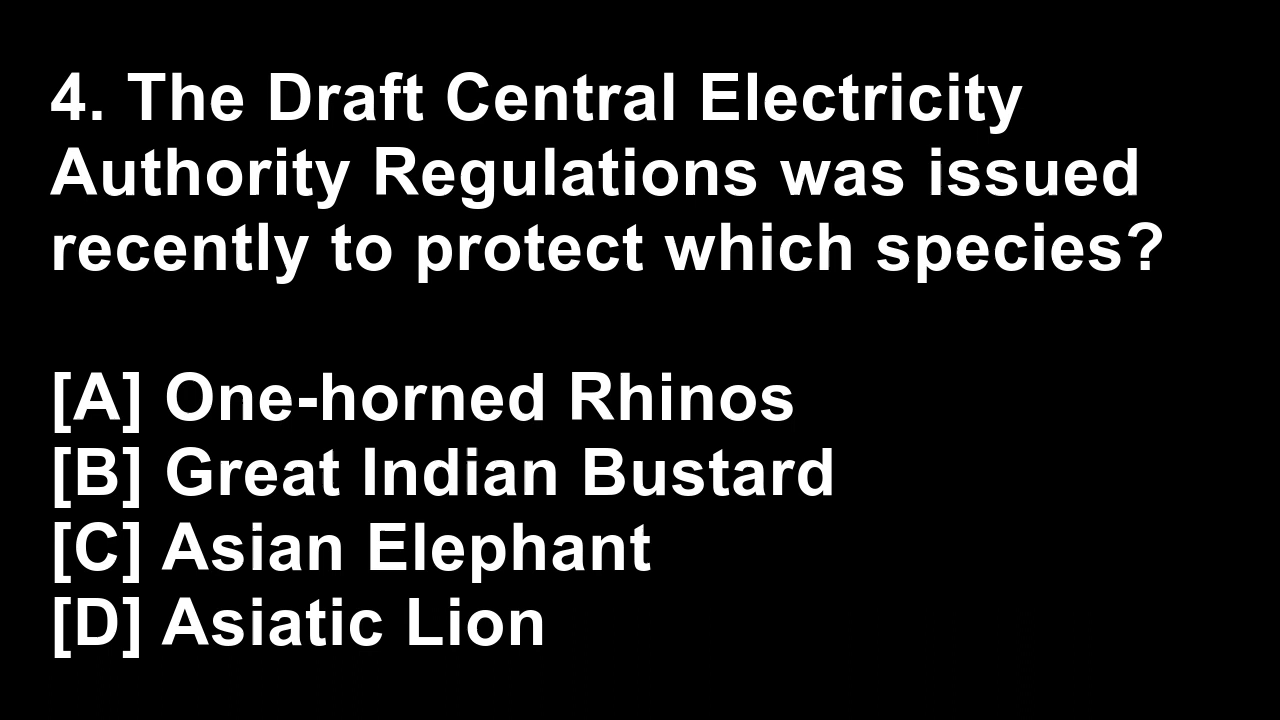 4. The Draft Central Electricity
Authority Regulations was issued
recently to protect which species?
[A] One-horned Rhinos
[B] Great Indian Bustard
[C] Asian Elephant
[D] Asiatic Lion